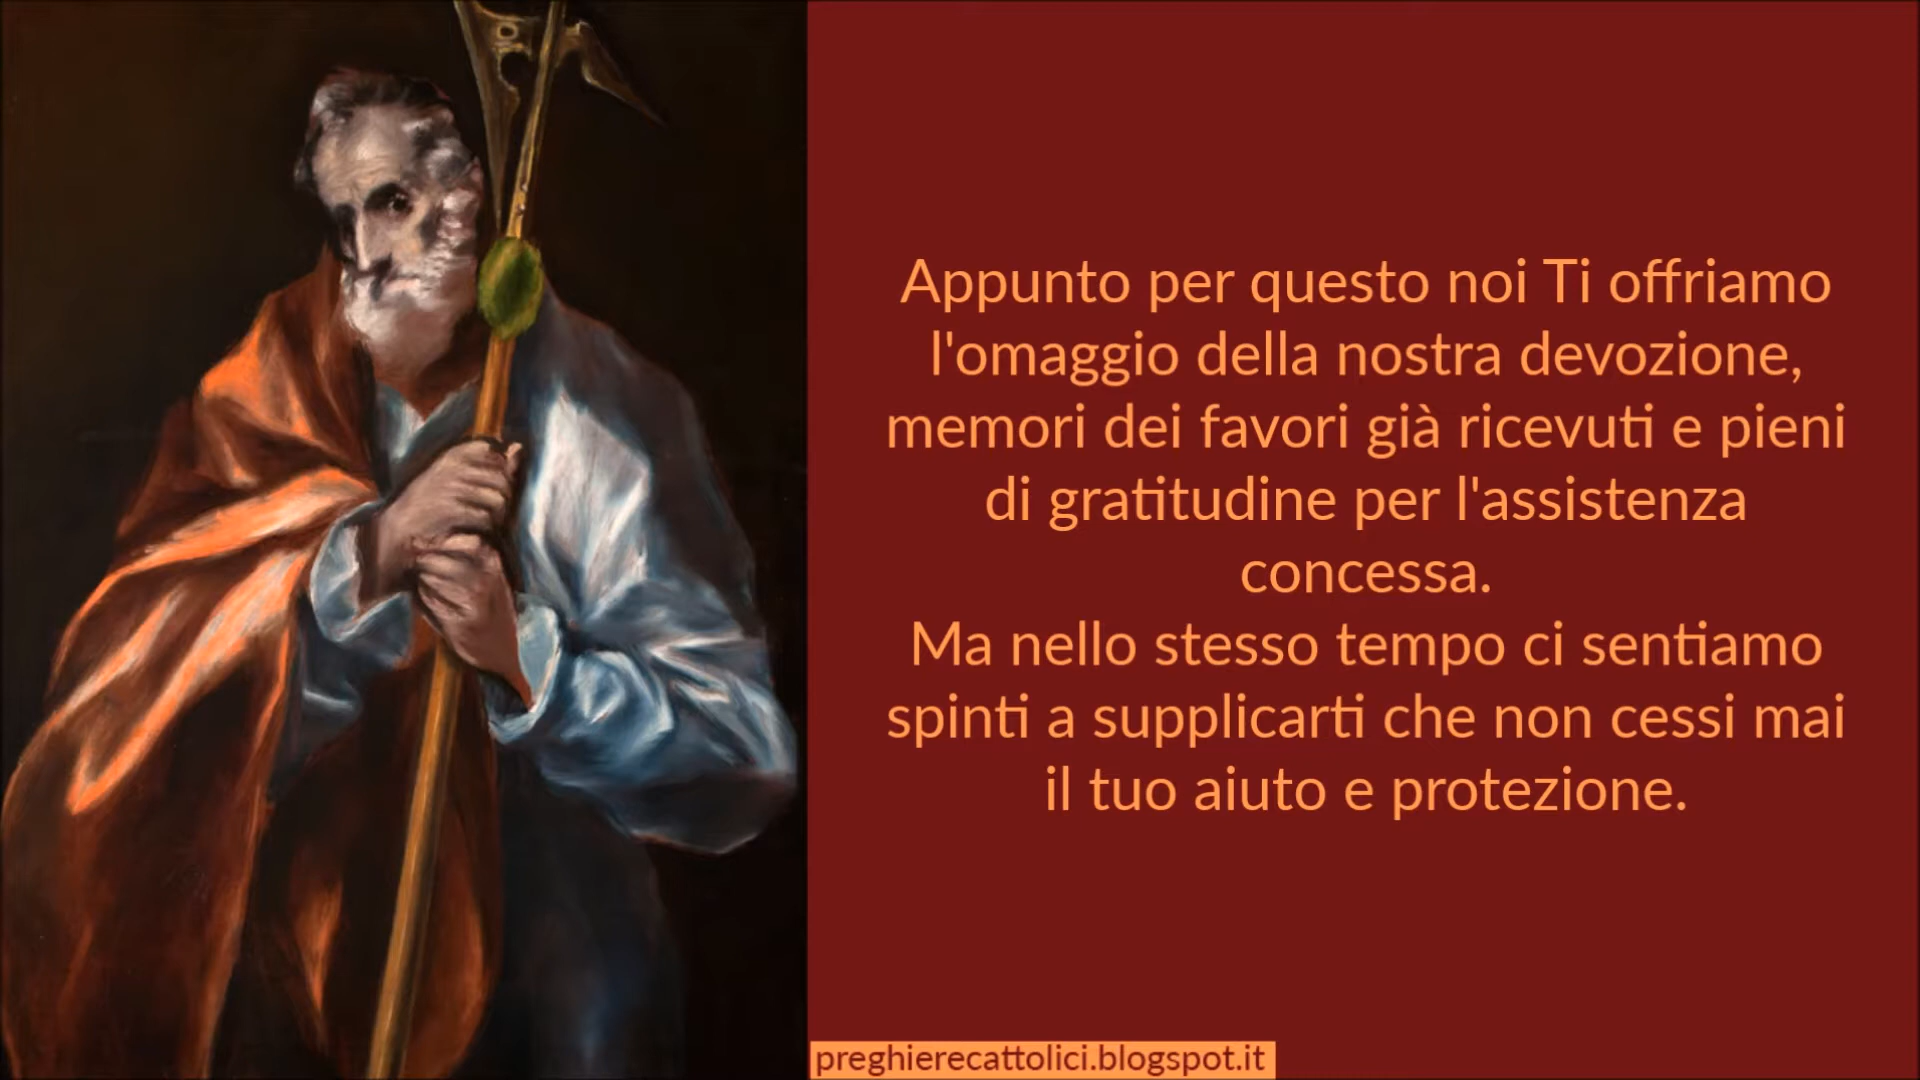 Appunto per questo noi Ti offriamo
l'omaggio della nostra devozione,
memori dei favori già ricevuti e pieni
di gratitudine per l'assistenza
concessa.
Ma nello stesso tempo ci sentiamo
spinti a supplicarti che non cessi mai
il tuo aiuto e protezione.
preghierecattolici.blogspot.it